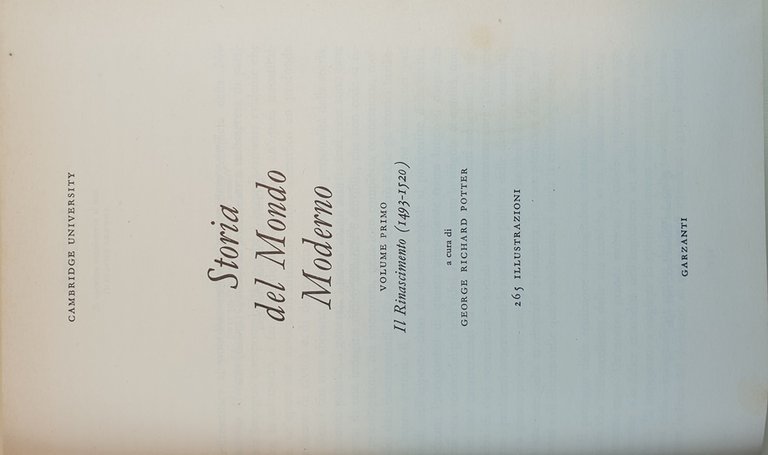 CAMBRIDGE UNIVERSITY
Storia
del Mondo
Moderno
VOLUME PRIMO
Il Rinascimento (1493-1520)
a cura di
GEORGE RICHARD POTTER
265 ILLUSTRAZIONI
GARZANTI